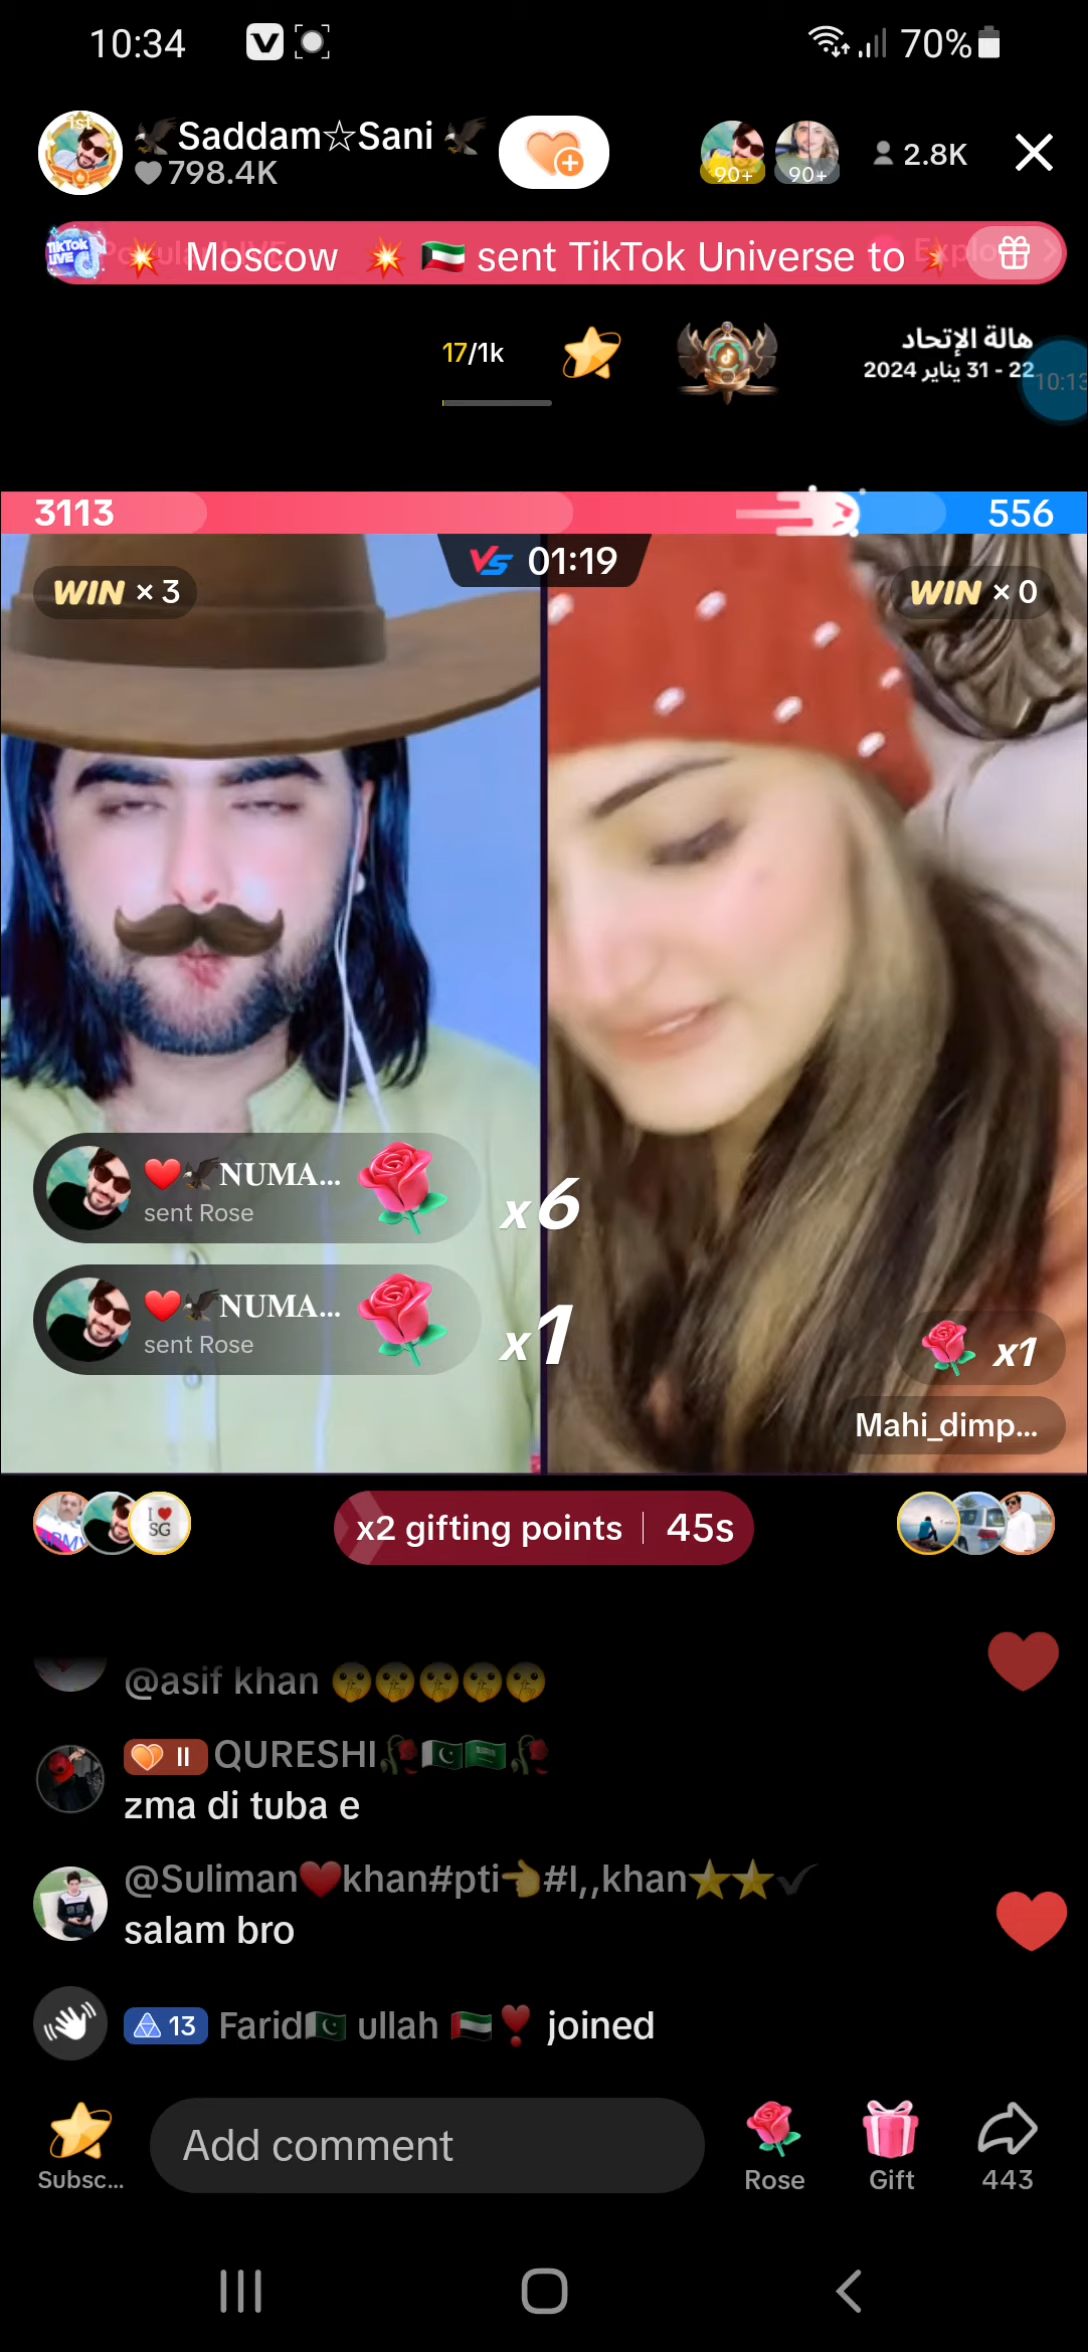 10:34
70%
Saddam☆Sani
798.4K
90+
90+
2.8K
Moscow 💥 🇰🇼 sent TikTok Universe to
17/1k
هالة الإتحاد
22 - 31 يناير 2024
3113
556
VS 01:19
WIN × 3
WIN × 0
❤️🦅NUMA...
sent Rose
x6
❤️🦅NUMA...
sent Rose
x1
x1
Mahi_dimp...
I ❤ SG
x2 gifting points | 45s
@asif khan 🤫🤫🤫🤫🤫
II QURESHI🥀🇵🇰🇸🇦🥀
zma di tuba e
@Suliman❤️khan#pti👈#I,,khan⭐⭐✔
salam bro
13 Farid🇵🇰 ullah 🇦🇪❣️ joined
Add comment
Subsc...
Rose
Gift
443